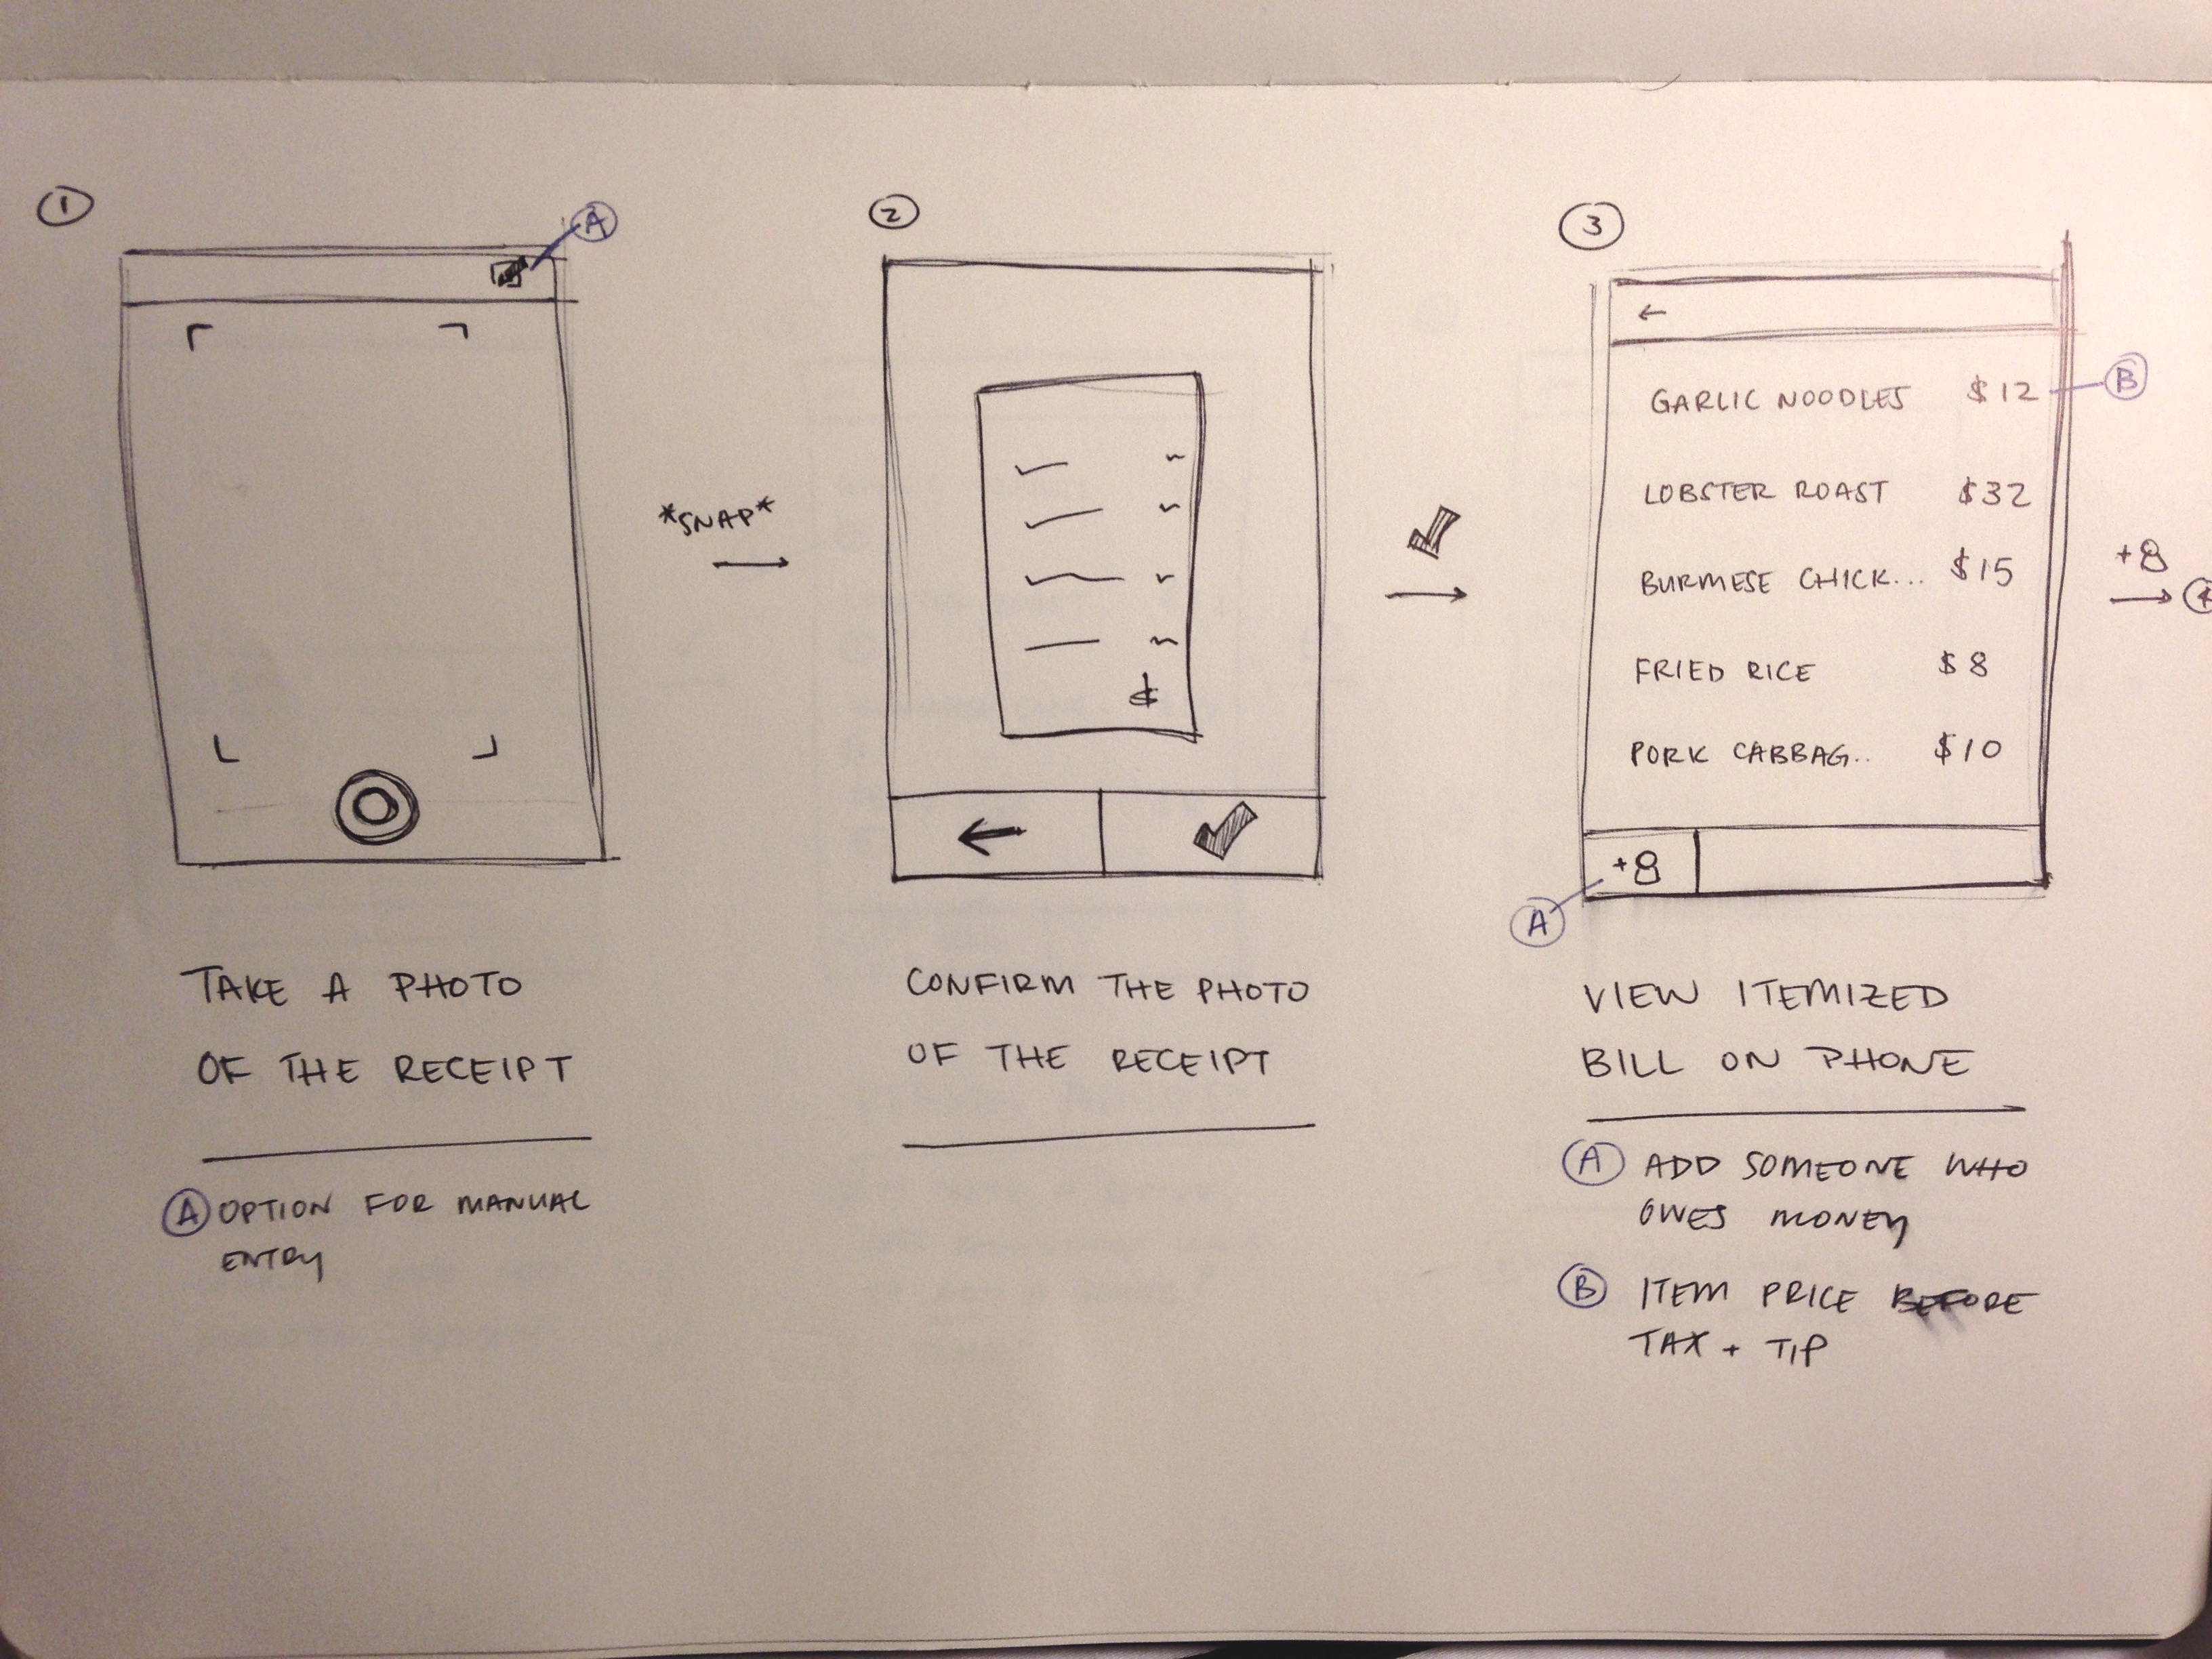 1
A
TAKE A PHOTO
OF THE RECEIPT
A OPTION FOR MANUAL
ENTRY
*SNAP*
2
$
CONFIRM THE PHOTO
OF THE RECEIPT
3
GARLIC NOODLES $12
B
LOBSTER ROAST $32
BURMESE CHICK... $15
FRIED RICE $8
PORK CABBAG.. $10
+8
A
+8
VIEW ITEMIZED
BILL ON PHONE
A ADD SOMEONE WHO
OWES MONEY
B ITEM PRICE BEFORE
TAX + TIP